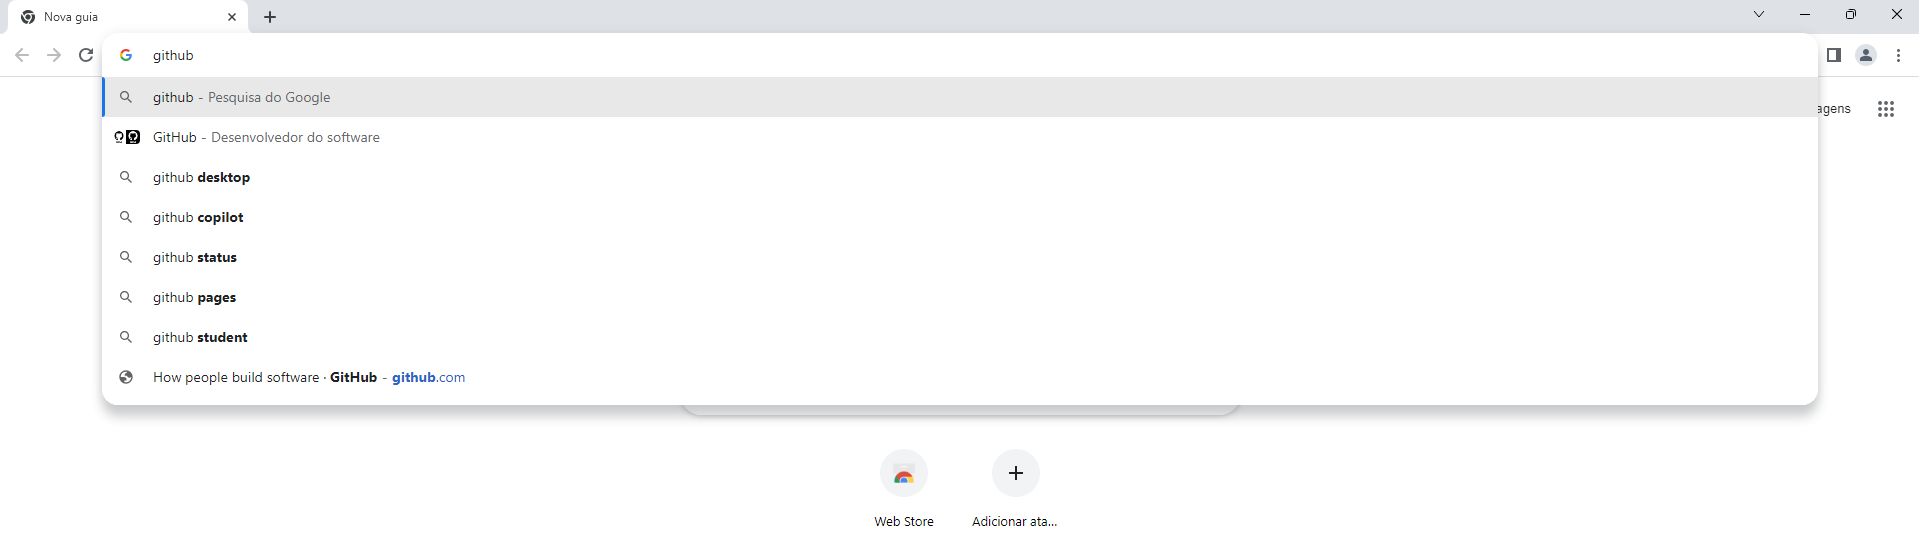 Nova guia
github
github - Pesquisa do Google
agens
GitHub - Desenvolvedor do software
github desktop
github copilot
github status
github pages
github student
How people build software · GitHub - github.com
Web Store
Adicionar ata...